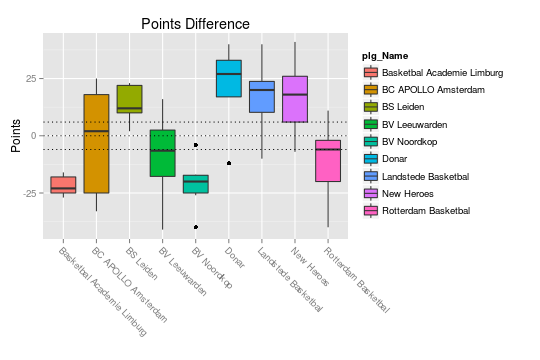 Points Difference
Points
25
0
-25
Basketbal Academie Limburg
BC APOLLO Amsterdam
BS Leiden
BV Leeuwarden
BV Noordkop
Donar
Landstede Basketbal
New Heroes
Rotterdam Basketbal
plg_Name
Basketbal Academie Limburg
BC APOLLO Amsterdam
BS Leiden
BV Leeuwarden
BV Noordkop
Donar
Landstede Basketbal
New Heroes
Rotterdam Basketbal